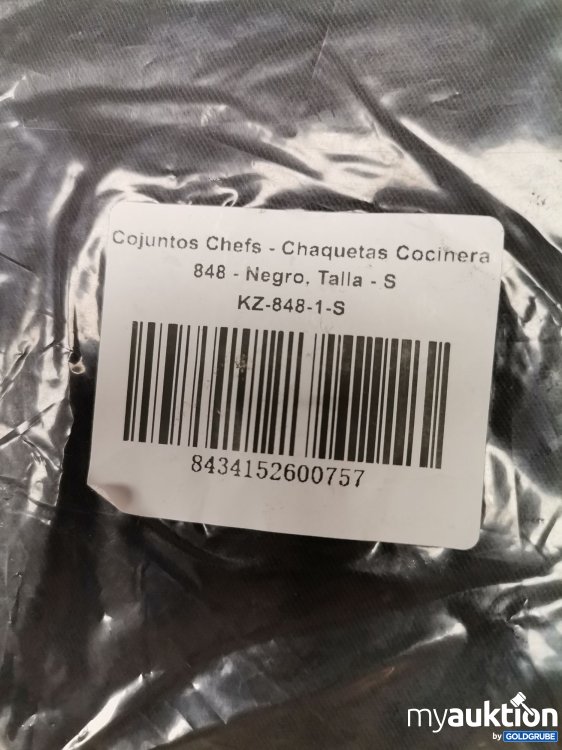 Cojuntos Chefs - Chaquetas Cocinera
848 - Negro, Talla - S
KZ-848-1-S
8434152600757
myauktion
by GOLDGRUBE